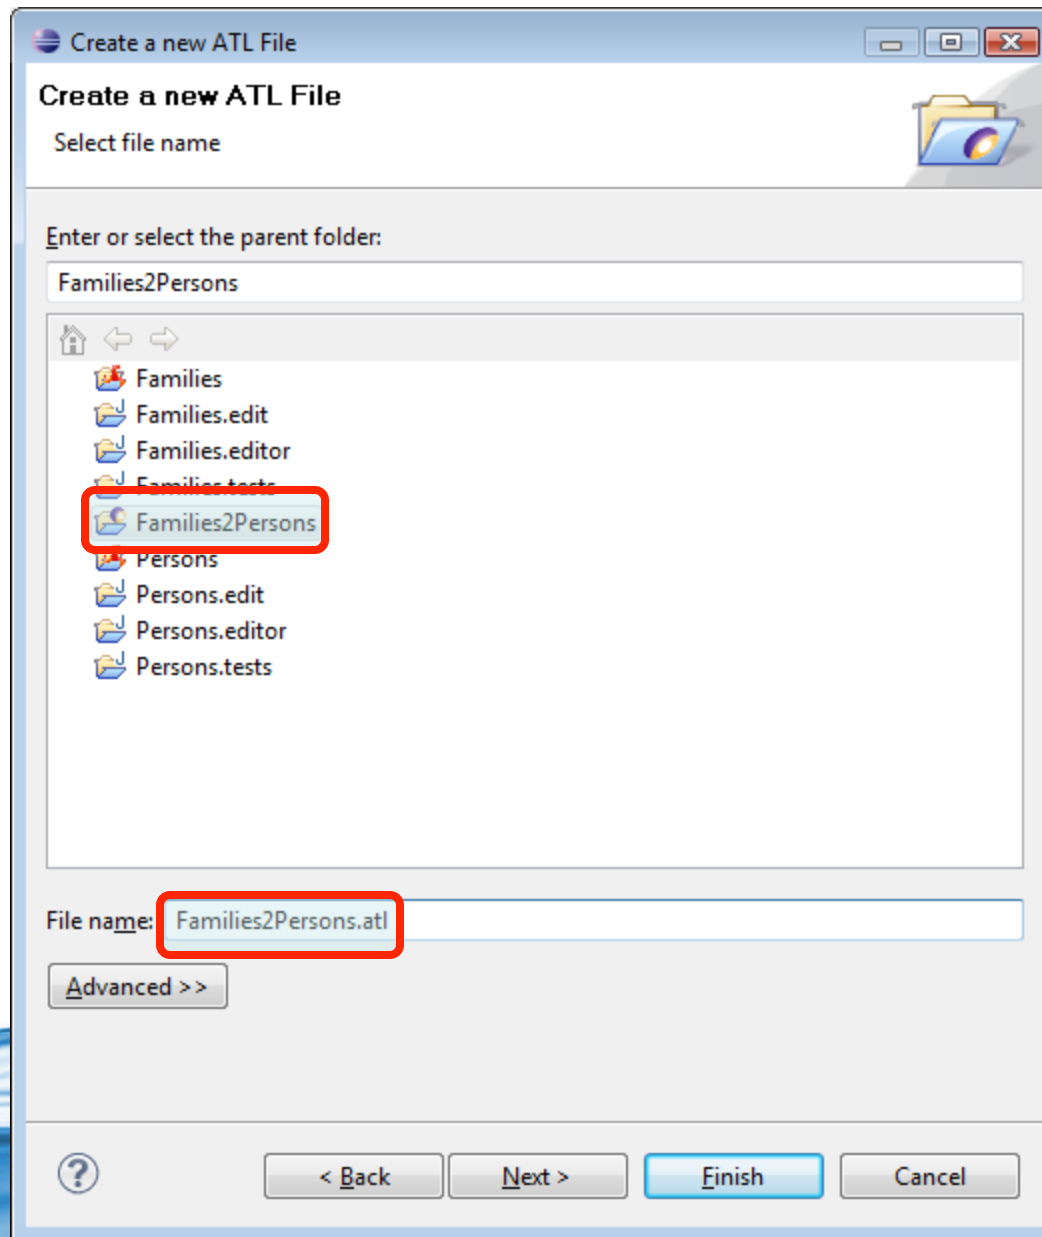 Create a new ATL File
Create a new ATL File
Select file name
Enter or select the parent folder:
Families2Persons
Families
Families.edit
Families.editor
Families.tests
Families2Persons
Persons
Persons.edit
Persons.editor
Persons.tests
File name: Families2Persons.atl
Advanced >>
? < Back Next > Finish Cancel